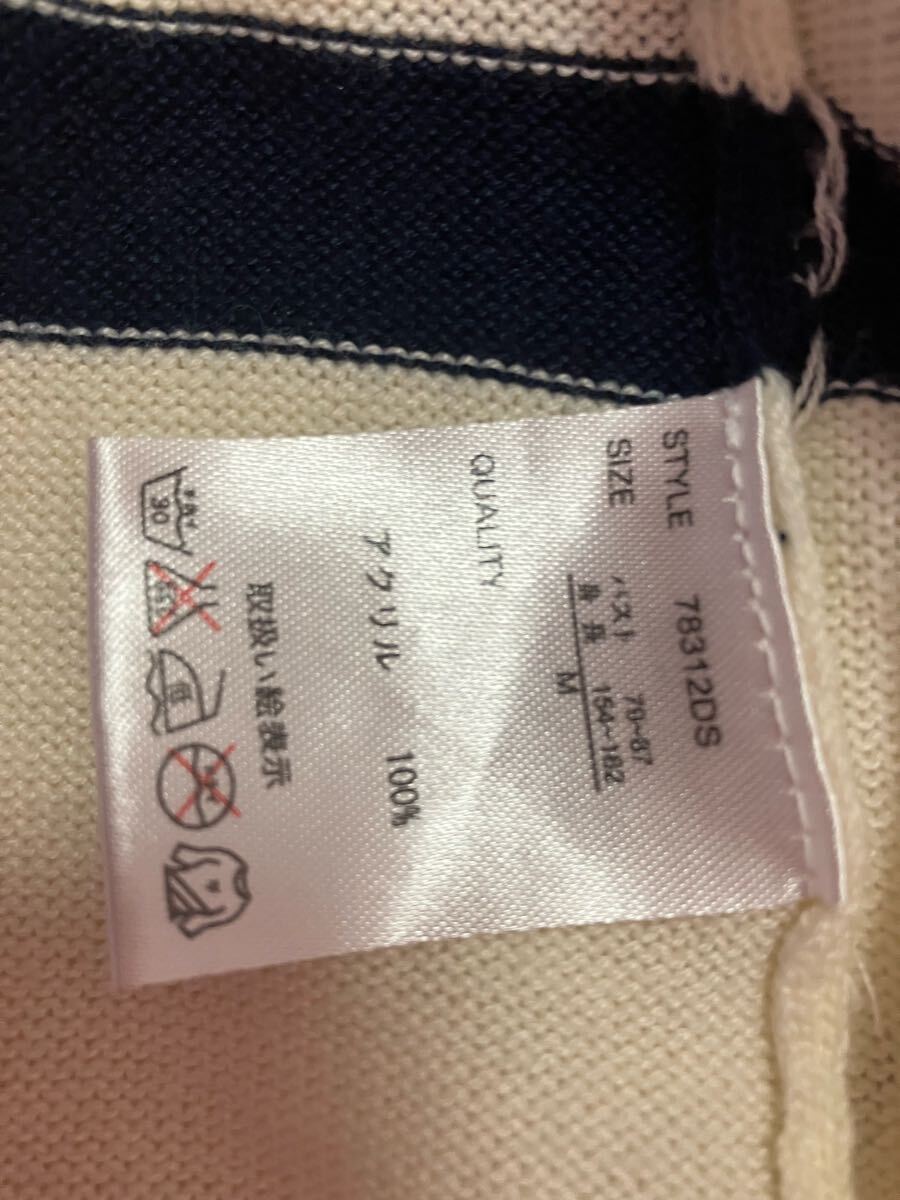 STYLE 78312DS
SIZE バスト 79~87
身長 154~162
M
QUALITY
アクリル 100%
取扱い絵表示
30